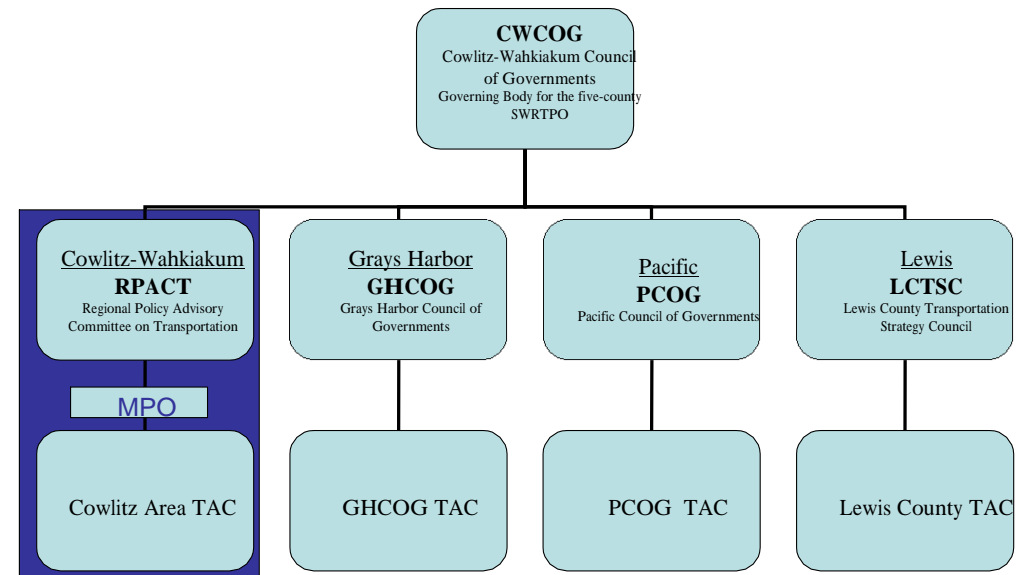 CWCOG
Cowlitz-Wahkiakum Council
of Governments
Governing Body for the five-county
SWRTPO
Cowlitz-Wahkiakum
RPACT
Regional Policy Advisory
Committee on Transportation
Grays Harbor
GHCOG
Grays Harbor Council of
Governments
Pacific
PCOG
Pacific Council of Governments
Lewis
LCTSC
Lewis County Transportation
Strategy Council
MPO
Cowlitz Area TAC
GHCOG TAC
PCOG TAC
Lewis County TAC